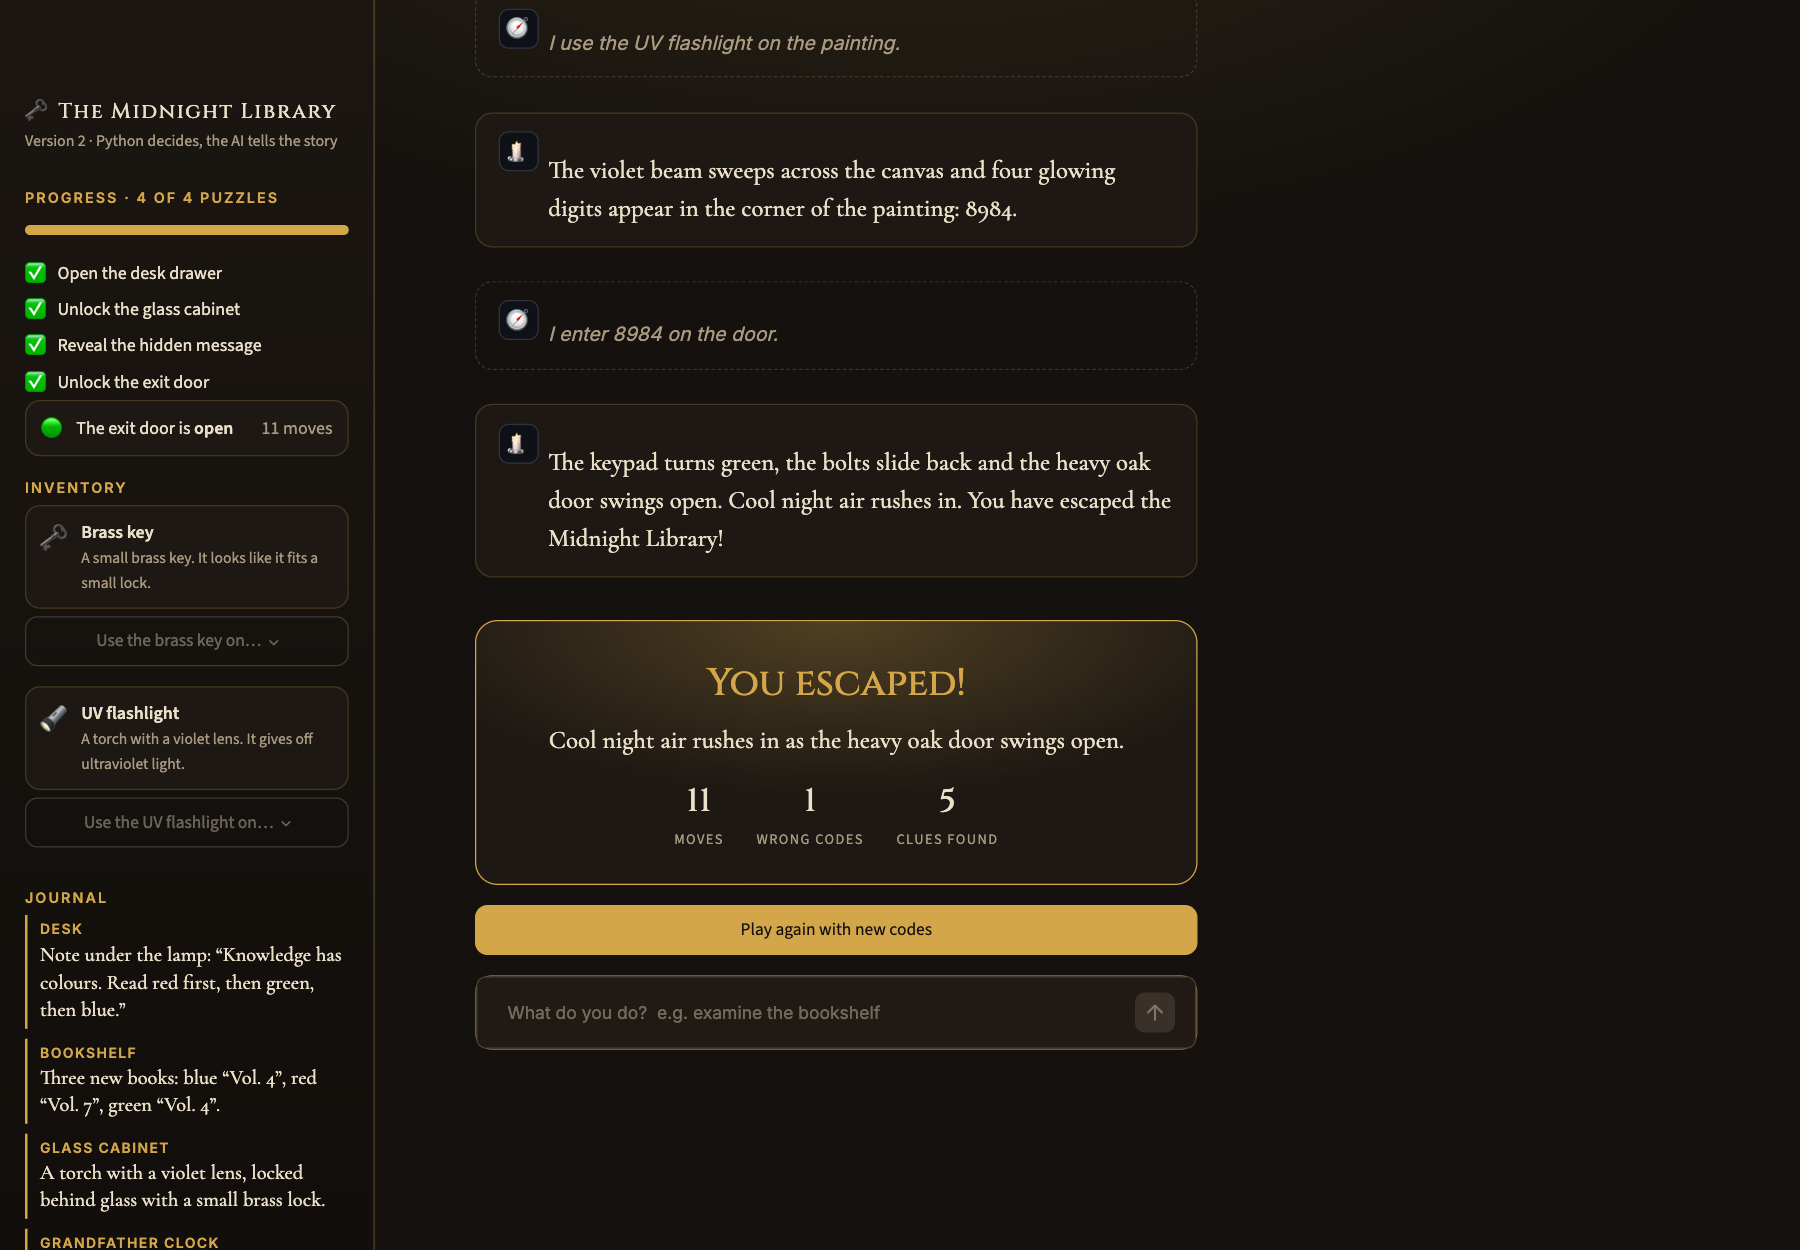 The Midnight Library
Version 2 · Python decides, the AI tells the story
PROGRESS · 4 OF 4 PUZZLES
Open the desk drawer
Unlock the glass cabinet
Reveal the hidden message
Unlock the exit door
The exit door is open 11 moves
INVENTORY
Brass key
A small brass key. It looks like it fits a
small lock.
Use the brass key on…
UV flashlight
A torch with a violet lens. It gives off
ultraviolet light.
Use the UV flashlight on…
JOURNAL
DESK
Note under the lamp: “Knowledge has
colours. Read red first, then green,
then blue.”
BOOKSHELF
Three new books: blue “Vol. 4”, red
“Vol. 7”, green “Vol. 4”.
GLASS CABINET
A torch with a violet lens, locked
behind glass with a small brass lock.
GRANDFATHER CLOCK
I use the UV flashlight on the painting.
The violet beam sweeps across the canvas and four glowing
digits appear in the corner of the painting: 8984.
I enter 8984 on the door.
The keypad turns green, the bolts slide back and the heavy oak
door swings open. Cool night air rushes in. You have escaped the
Midnight Library!
You escaped!
Cool night air rushes in as the heavy oak door swings open.
11 1 5
MOVES WRONG CODES CLUES FOUND
Play again with new codes
What do you do? e.g. examine the bookshelf